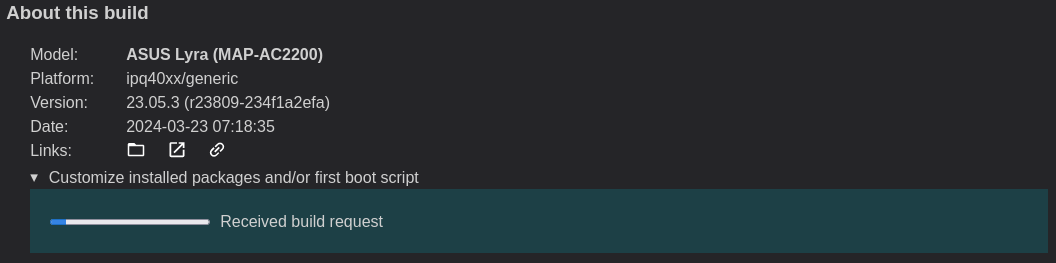 About this build
Model: ASUS Lyra (MAP-AC2200)
Platform: ipq40xx/generic
Version: 23.05.3 (r23809-234f1a2efa)
Date: 2024-03-23 07:18:35
Links:
▼ Customize installed packages and/or first boot script
Received build request